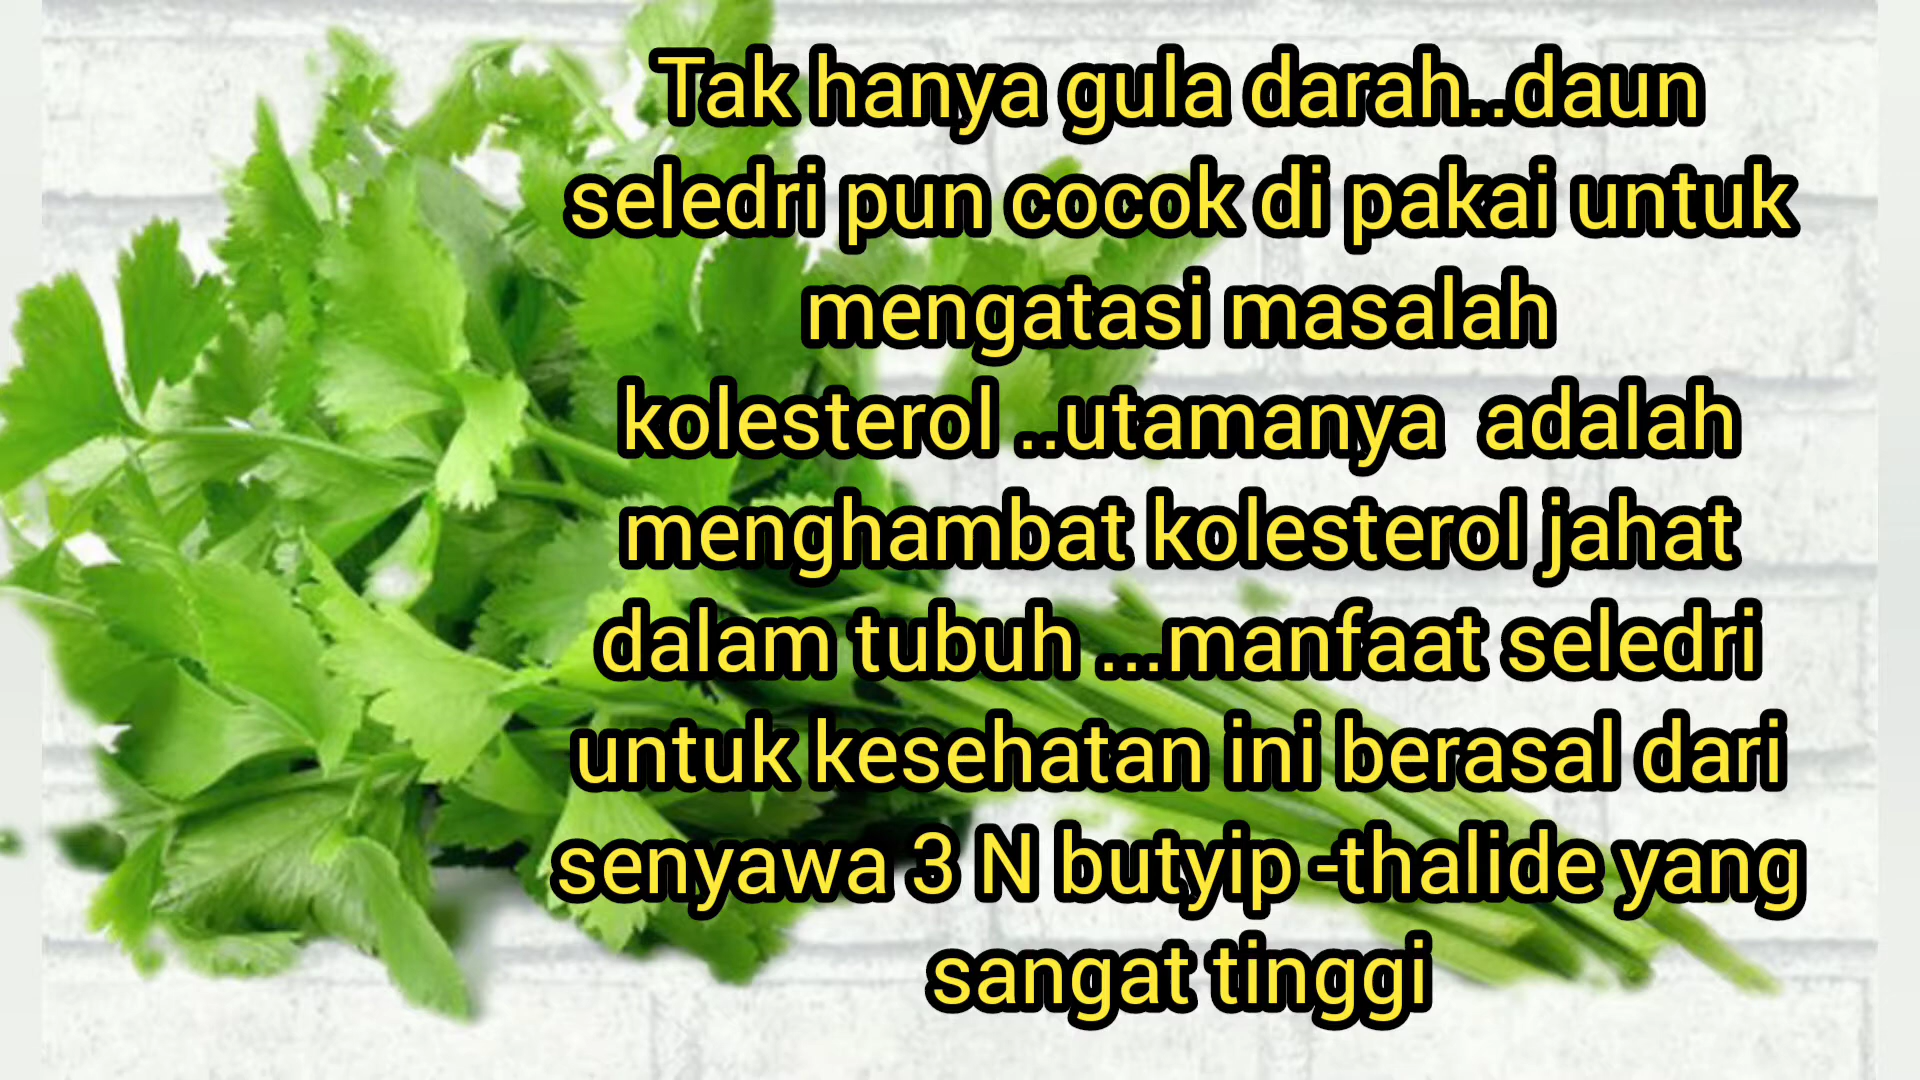 Tak hanya gula darah..daun
seledri pun cocok di pakai untuk
mengatasi masalah
kolesterol ..utamanya  adalah
menghambat kolesterol jahat
dalam tubuh ...manfaat seledri
untuk kesehatan ini berasal dari
senyawa 3 N butyip -thalide yang
sangat tinggi